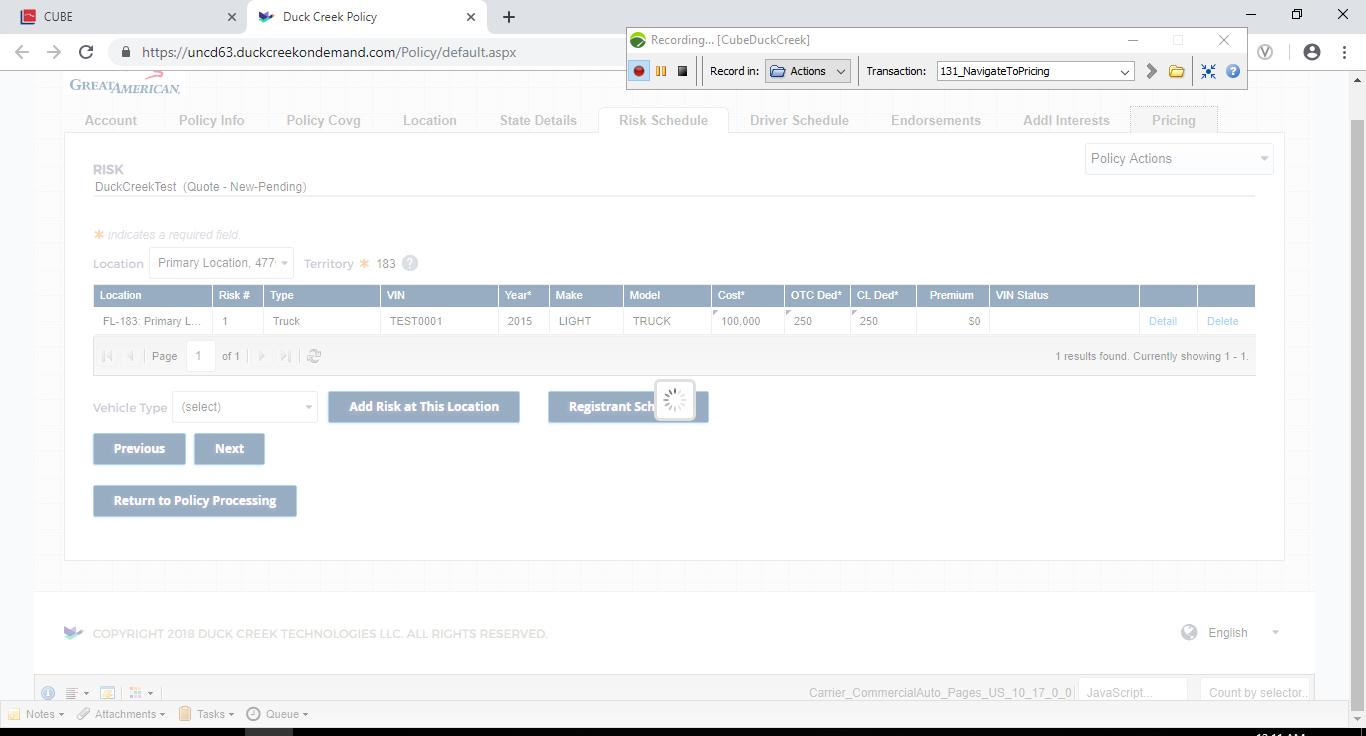 CUBE
Duck Creek Policy
https://uncd63.duckcreekondemand.com/Policy/default.aspx
Recording... [CubeDuckCreek]
Record in: Actions Transaction: 131_NavigateToPricing
GREATAMERICAN.
Account Policy Info Policy Covg Location State Details Risk Schedule Driver Schedule Endorsements Addl Interests Pricing
Policy Actions
RISK
DuckCreekTest (Quote - New-Pending)
* indicates a required field.
Location Primary Location, 477 Territory * 183 ?
Location Risk # Type VIN Year* Make Model Cost* OTC Ded* CL Ded* Premium VIN Status
FL-183: Primary L... 1 Truck TEST0001 2015 LIGHT TRUCK 100,000 250 250 $0 Detail Delete
Page 1 of 1 1 results found. Currently showing 1 - 1.
Vehicle Type (select) Add Risk at This Location Registrant Sch
Previous Next
Return to Policy Processing
COPYRIGHT 2018 DUCK CREEK TECHNOLOGIES LLC. ALL RIGHTS RESERVED.
English
Carrier_CommercialAuto_Pages_US_10_17_0_0 JavaScript... Count by selector..
Notes Attachments Tasks Queue